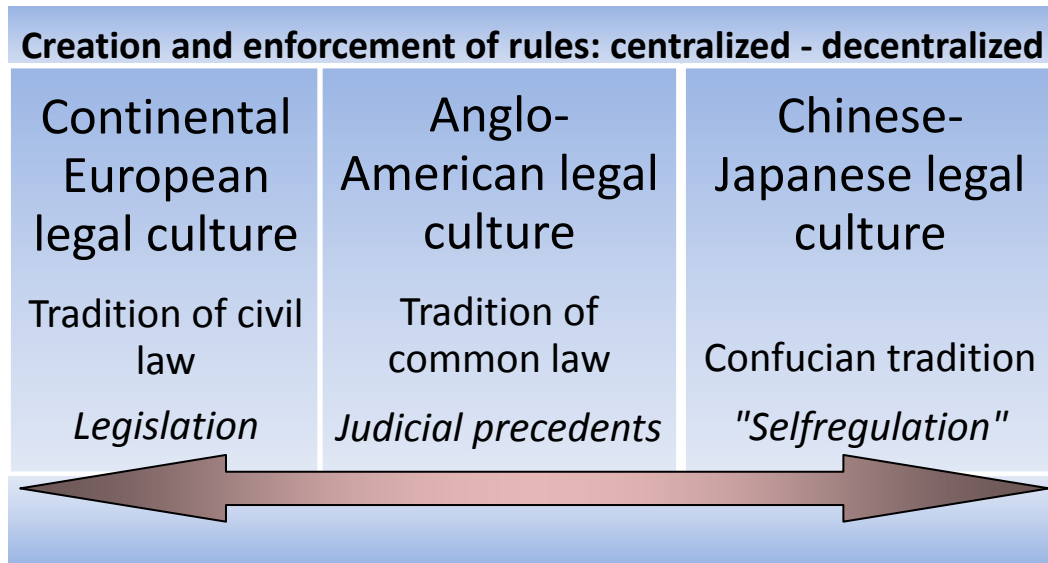 Creation and enforcement of rules: centralized - decentralized
Continental
European
legal culture
Tradition of civil
law
Legislation
Anglo-
American legal
culture
Tradition of
common law
Judicial precedents
Chinese-
Japanese legal
culture
Confucian tradition
"Selfregulation"